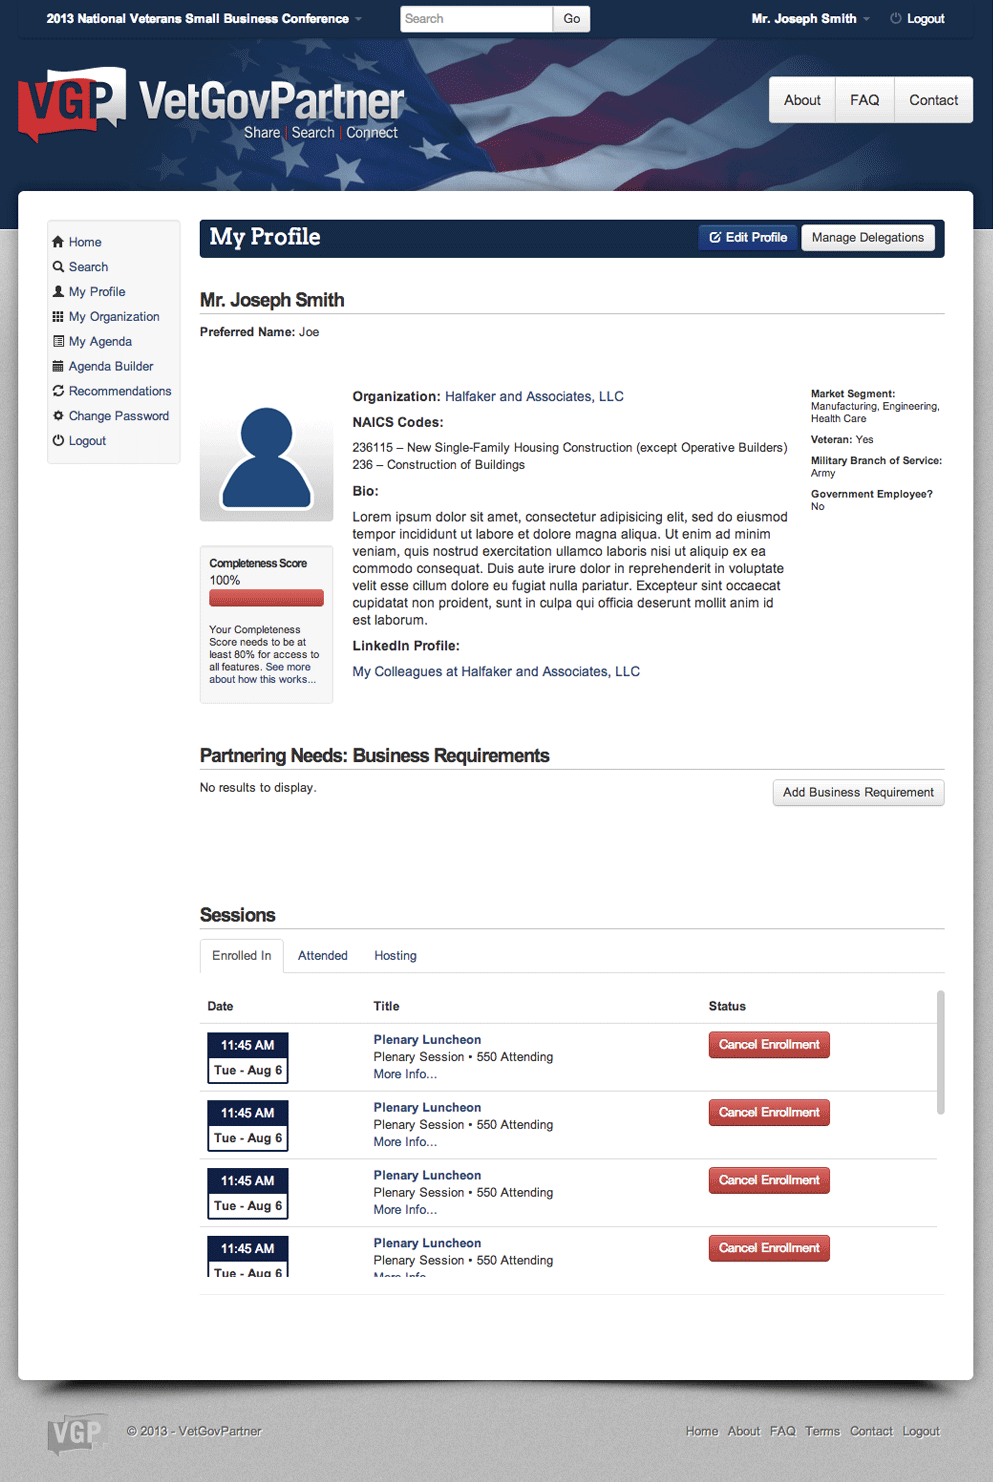 2013 National Veterans Small Business Conference
Search
Go
Mr. Joseph Smith
Logout
VGP VetGovPartner
Share | Search | Connect
About
FAQ
Contact
Home
Search
My Profile
My Organization
My Agenda
Agenda Builder
Recommendations
Change Password
Logout
My Profile
Edit Profile
Manage Delegations
Mr. Joseph Smith
Preferred Name: Joe
Organization: Halfaker and Associates, LLC
NAICS Codes:
236115 – New Single-Family Housing Construction (except Operative Builders)
236 – Construction of Buildings
Bio:
Lorem ipsum dolor sit amet, consectetur adipisicing elit, sed do eiusmod
tempor incididunt ut labore et dolore magna aliqua. Ut enim ad minim
veniam, quis nostrud exercitation ullamco laboris nisi ut aliquip ex ea
commodo consequat. Duis aute irure dolor in reprehenderit in voluptate
velit esse cillum dolore eu fugiat nulla pariatur. Excepteur sint occaecat
cupidatat non proident, sunt in culpa qui officia deserunt mollit anim id
est laborum.
LinkedIn Profile:
My Colleagues at Halfaker and Associates, LLC
Market Segment:
Manufacturing, Engineering,
Health Care
Veteran: Yes
Military Branch of Service:
Army
Government Employee?
No
Completeness Score
100%
Your Completeness
Score needs to be at
least 80% for access to
all features. See more
about how this works...
Partnering Needs: Business Requirements
No results to display.
Add Business Requirement
Sessions
Enrolled In
Attended
Hosting
Date
Title
Status
11:45 AM
Tue - Aug 6
Plenary Luncheon
Plenary Session • 550 Attending
More Info...
Cancel Enrollment
11:45 AM
Tue - Aug 6
Plenary Luncheon
Plenary Session • 550 Attending
More Info...
Cancel Enrollment
11:45 AM
Tue - Aug 6
Plenary Luncheon
Plenary Session • 550 Attending
More Info...
Cancel Enrollment
11:45 AM
Tue - Aug 6
Plenary Luncheon
Plenary Session • 550 Attending
More Info...
Cancel Enrollment
VGP
© 2013 - VetGovPartner
Home About FAQ Terms Contact Logout